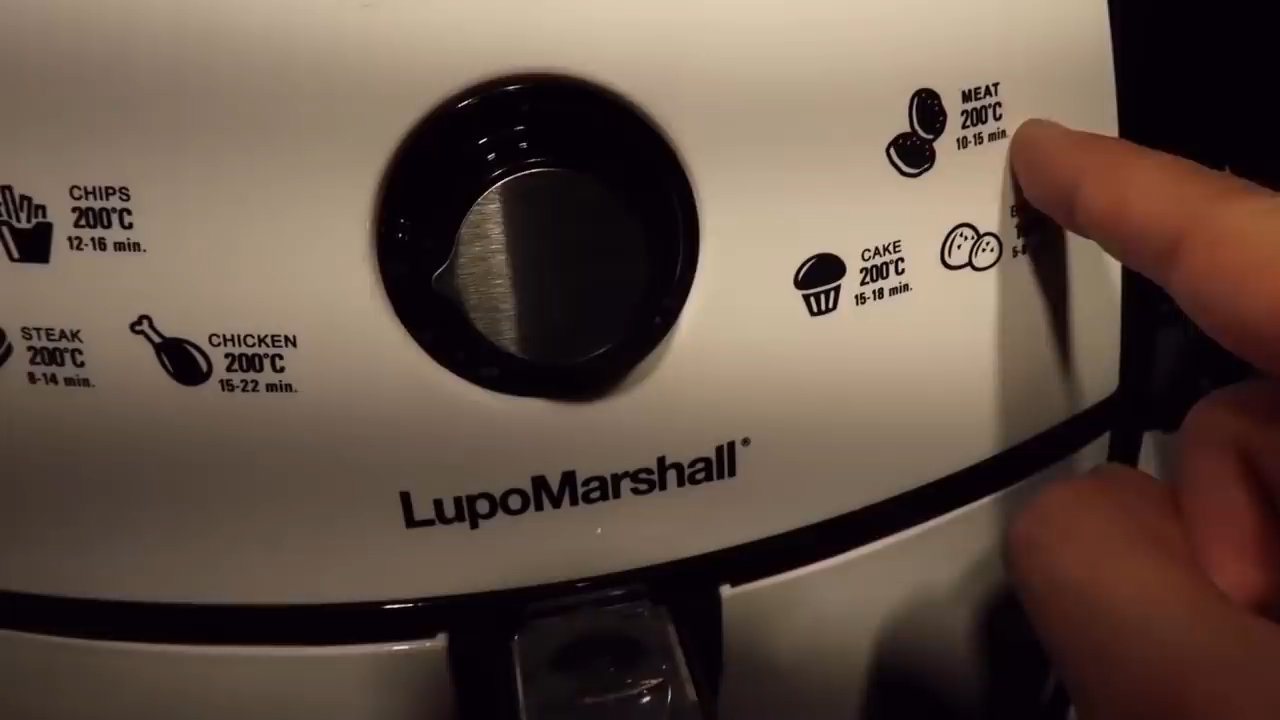 CHIPS
200°C
12-16 min.
STEAK
200°C
8-14 min.
CHICKEN
200°C
15-22 min.
MEAT
200°C
10-15 min.
CAKE
200°C
15-18 min.
LupoMarshall®